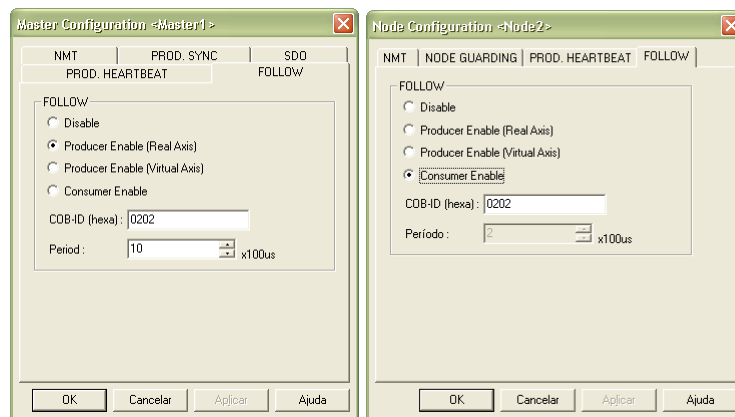 Master Configuration <Master1>
NMT PROD. SYNC SDO
PROD. HEARTBEAT FOLLOW
FOLLOW
Disable
Producer Enable (Real Axis)
Producer Enable (Virtual Axis)
Consumer Enable
COB-ID (hexa) : 0202
Period : 10 x100us
OK Cancelar Aplicar Ajuda
Node Configuration <Node2>
NMT NODE GUARDING PROD. HEARTBEAT FOLLOW
FOLLOW
Disable
Producer Enable (Real Axis)
Producer Enable (Virtual Axis)
Consumer Enable
COB-ID (hexa) : 0202
Período : 2 x100us
OK Cancelar Aplicar Ajuda